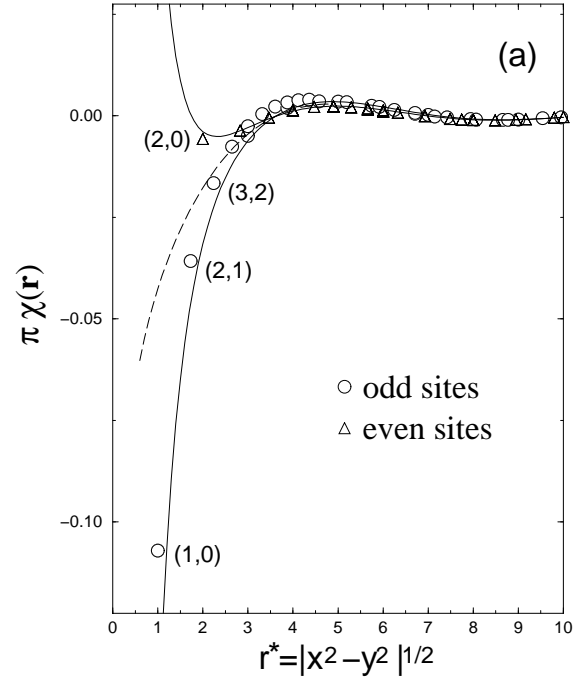 (a)
0.00
(2,0)
(3,2)
(2,1)
−0.05
π χ(r)
○ odd sites
△ even sites
−0.10
(1,0)
0 1 2 3 4 5 6 7 8 9 10
r*=|x² −y² |¹/²